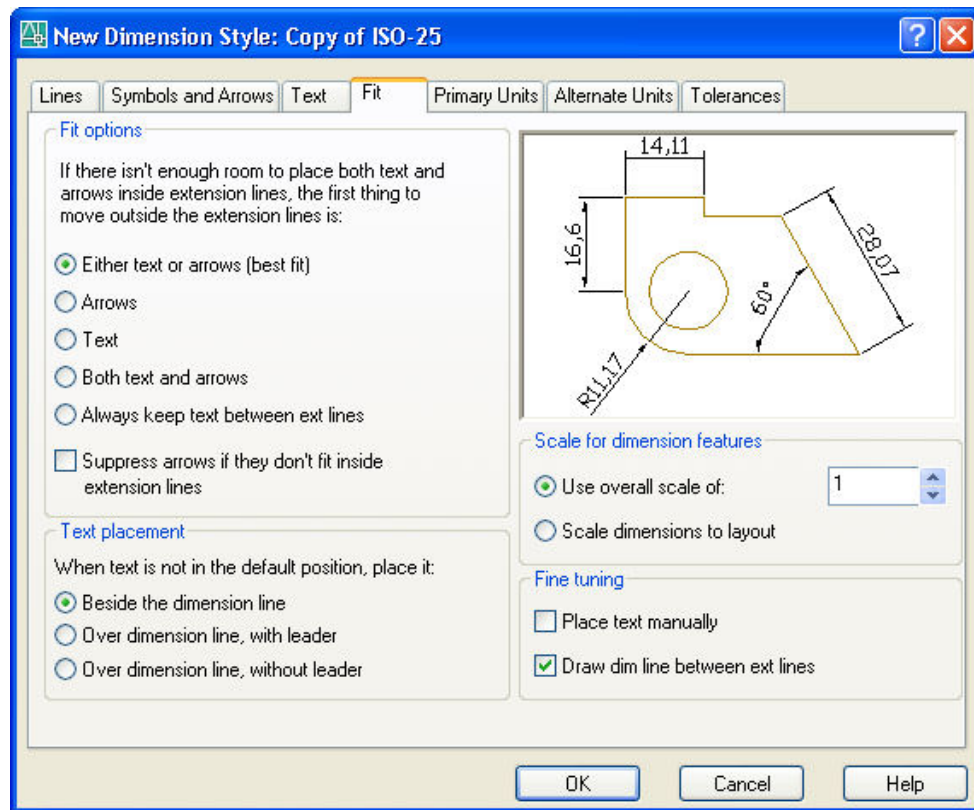 New Dimension Style: Copy of ISO-25
Lines
Symbols and Arrows
Text
Fit
Primary Units
Alternate Units
Tolerances
Fit options
If there isn't enough room to place both text and
arrows inside extension lines, the first thing to
move outside the extension lines is:
Either text or arrows (best fit)
Arrows
Text
Both text and arrows
Always keep text between ext lines
Suppress arrows if they don't fit inside
extension lines
Text placement
When text is not in the default position, place it:
Beside the dimension line
Over dimension line, with leader
Over dimension line, without leader
14,11
16,6
28,07
60°
R11,17
Scale for dimension features
Use overall scale of:
1
Scale dimensions to layout
Fine tuning
Place text manually
Draw dim line between ext lines
OK
Cancel
Help